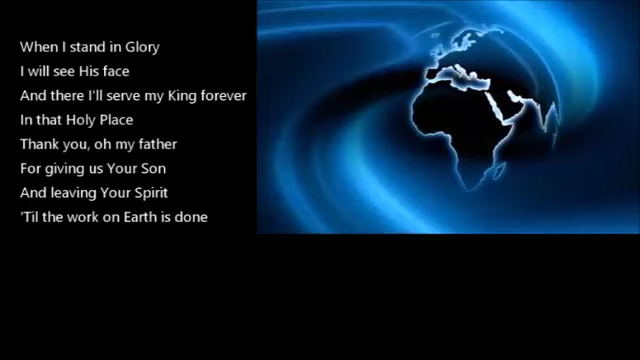 When I stand in Glory
I will see His face
And there I'll serve my King forever
In that Holy Place
Thank you, oh my father
For giving us Your Son
And leaving Your Spirit
'Til the work on Earth is done